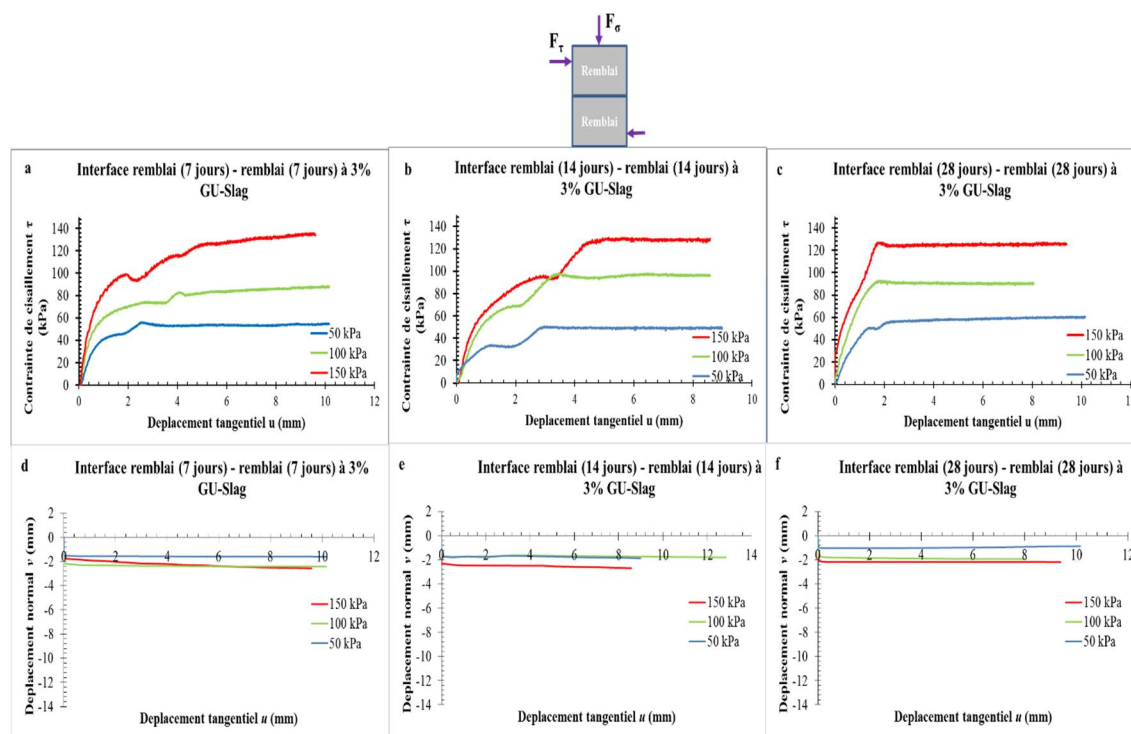 Fσ
Fτ
Remblai
Remblai
a
Interface remblai (7 jours) - remblai (7 jours) à 3%
GU-Slag
Contrainte de cisaillement τ
(kPa)
140
120
100
80
60
40
20
0
0 2 4 6 8 10 12
50 kPa
100 kPa
150 kPa
Deplacement tangentiel u (mm)
b
Interface remblai (14 jours) - remblai (14 jours) à
3% GU-Slag
Contrainte de cisaillement τ
(kPa)
140
120
100
80
60
40
20
0
0 2 4 6 8 10
150 kPa
100 kPa
50 kPa
Deplacement tangentiel u (mm)
c
Interface remblai (28 jours) - remblai (28 jours) à
3% GU-Slag
Contrainte de cisaillement τ
(kPa)
140
120
100
80
60
40
20
0
0 2 4 6 8 10 12
150 kPa
100 kPa
50 kPa
Deplacement tangentiel u (mm)
d
Interface remblai (7 jours) - remblai (7 jours) à 3%
GU-Slag
Deplacement normal v (mm)
2
0
-2
-4
-6
-8
-10
-12
-14
0 2 4 6 8 10 12
150 kPa
100 kPa
50 kPa
Deplacement tangentiel u (mm)
e
Interface remblai (14 jours) - remblai (14 jours) à
3% GU-Slag
Deplacement normal v (mm)
2
0
-2
-4
-6
-8
-10
-12
-14
0 2 4 6 8 10 12 14
150 kPa
100 kPa
50 kPa
Deplacement tangentiel u (mm)
f
Interface remblai (28 jours) - remblai (28 jours) à
3% GU-Slag
Deplacement normal v (mm)
2
0
-2
-4
-6
-8
-10
-12
-14
0 2 4 6 8 10 12
150 kPa
100 kPa
50 kPa
Deplacement tangentiel u (mm)